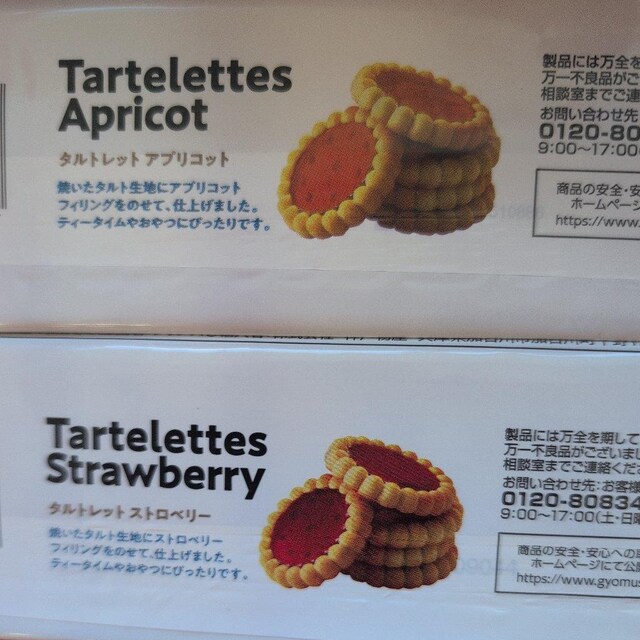 Tartelettes
Apricot
タルトレット アプリコット
焼いたタルト生地にアプリコット
フィリングをのせて、仕上げました。
ティータイムやおやつにぴったりです。
製品には万全を
万一不良品がご
相談室までご連
お問い合わせ先
0120-80
9:00〜17:00
商品の安全・安
ホームページ
https://www.
Tartelettes
Strawberry
タルトレット ストロベリー
焼いたタルト生地にストロベリー
フィリングをのせて、仕上げました。
ティータイムやおやつにぴったりです。
製品には万全を期して
万一不良品がございまし
相談室までご連絡くだ
お問い合わせ先：お客様
0120-80834
9:00〜17:00(土・日
商品の安全・安心への
ホームページにて公
https://www.gyomus